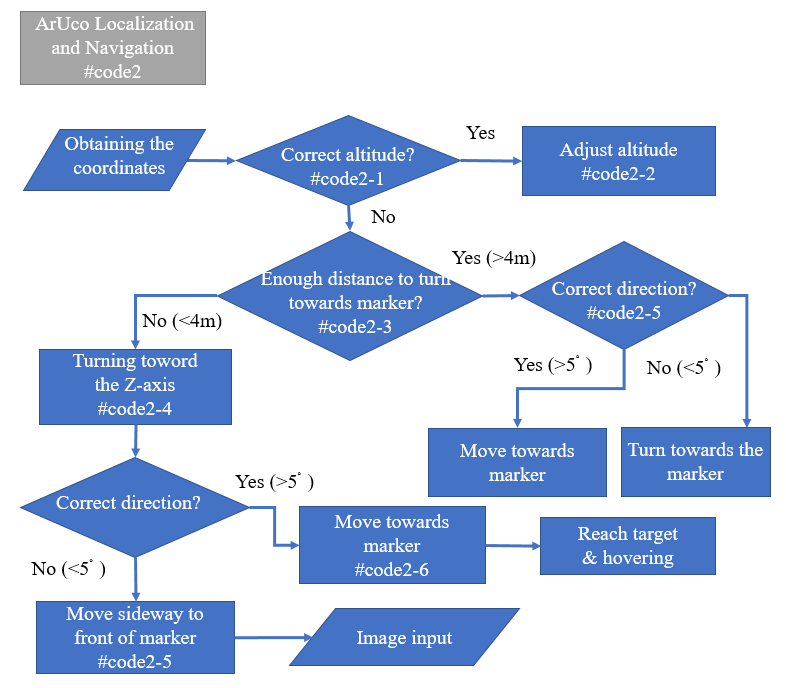 ArUco Localization
and Navigation
#code2
Obtaining the
coordinates
Correct altitude?
#code2-1
Yes
Adjust altitude
#code2-2
No
Enough distance to turn
towards marker?
#code2-3
Yes (>4m)
Correct direction?
#code2-5
No (<4m)
Turning toword
the Z-axis
#code2-4
Yes (>5° )
No (<5° )
Move towards
marker
Turn towards the
marker
Correct direction?
Yes (>5° )
Move towards
marker
#code2-6
Reach target
& hovering
No (<5° )
Move sideway to
front of marker
#code2-5
Image input